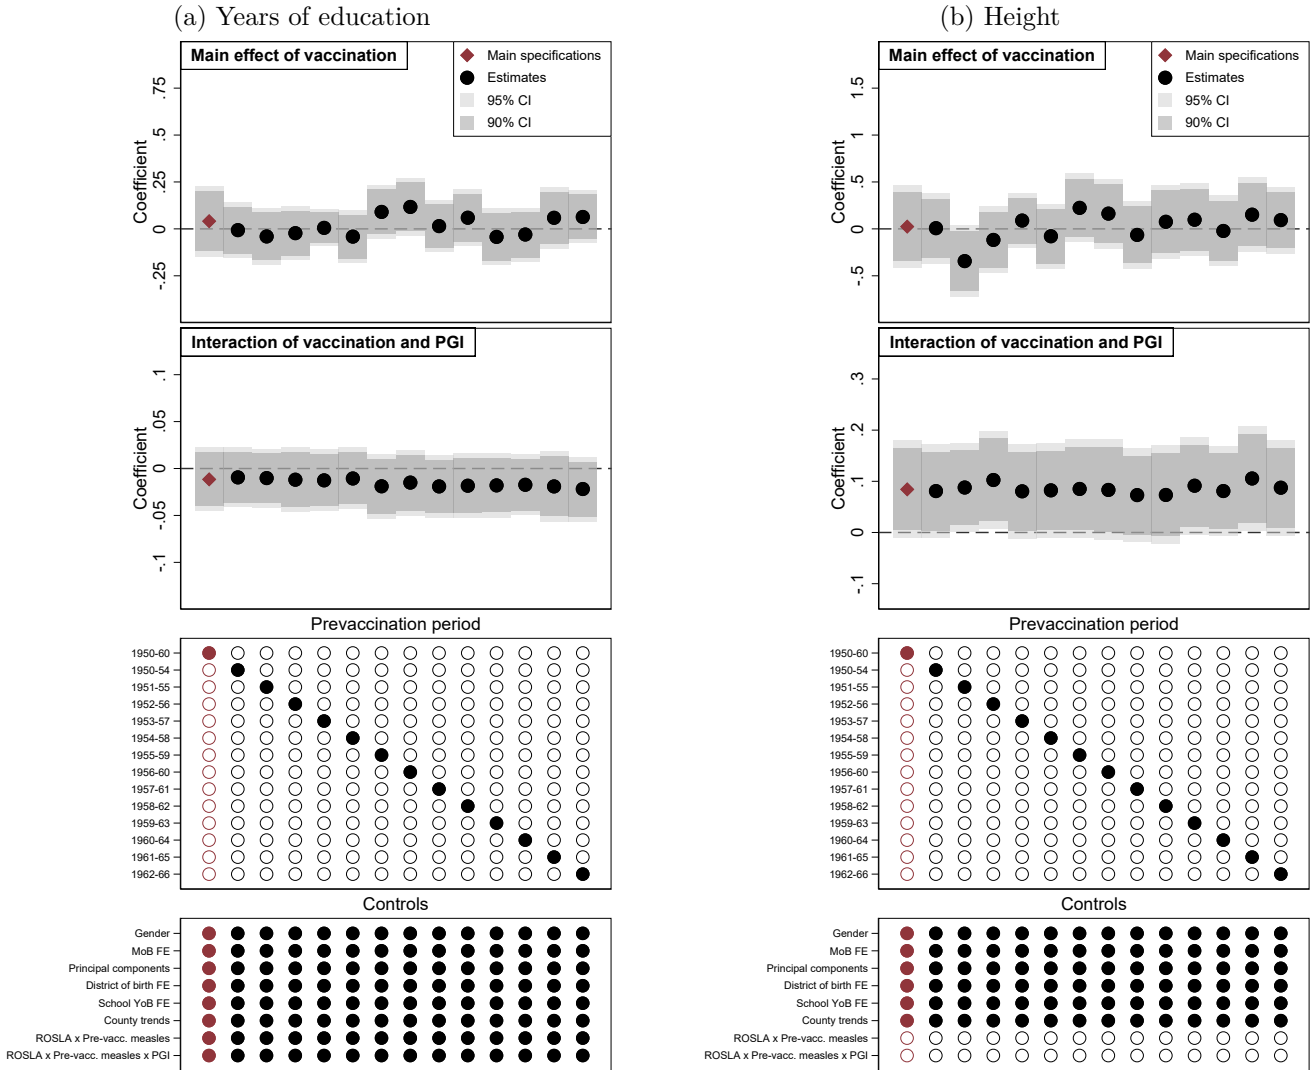 (a) Years of education
Main effect of vaccination
Main specifications
Estimates
95% CI
90% CI
Coefficient
.75
.5
.25
0
-.25
Interaction of vaccination and PGI
Coefficient
.1
.05
0
-.05
-.1
Prevaccination period
1950-60
1950-54
1951-55
1952-56
1953-57
1954-58
1955-59
1956-60
1957-61
1958-62
1959-63
1960-64
1961-65
1962-66
Controls
Gender
MoB FE
Principal components
District of birth FE
School YoB FE
County trends
ROSLA x Pre-vacc. measles
ROSLA x Pre-vacc. measles x PGI
(b) Height
Main effect of vaccination
Main specifications
Estimates
95% CI
90% CI
Coefficient
1.5
1
.5
0
-.5
Interaction of vaccination and PGI
Coefficient
.3
.2
.1
0
-.1
Prevaccination period
1950-60
1950-54
1951-55
1952-56
1953-57
1954-58
1955-59
1956-60
1957-61
1958-62
1959-63
1960-64
1961-65
1962-66
Controls
Gender
MoB FE
Principal components
District of birth FE
School YoB FE
County trends
ROSLA x Pre-vacc. measles
ROSLA x Pre-vacc. measles x PGI